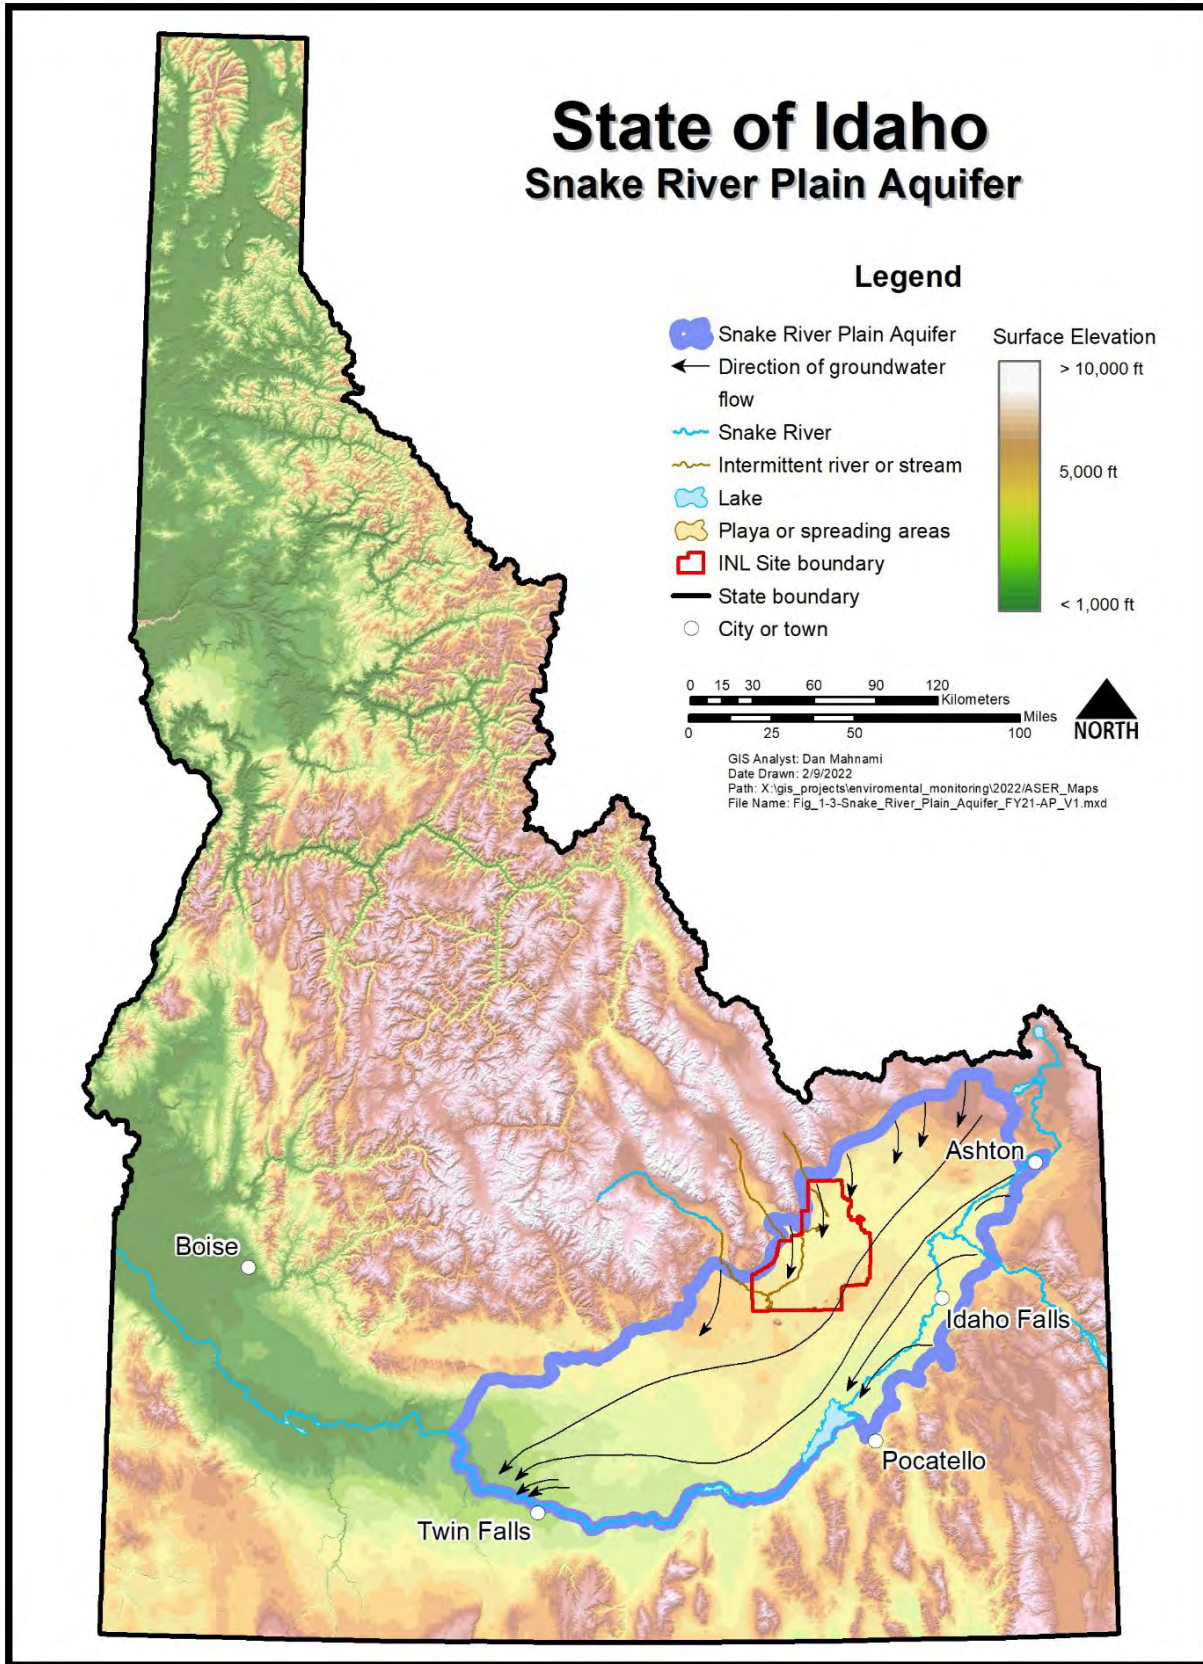 State of Idaho
Snake River Plain Aquifer
Legend
Snake River Plain Aquifer
Direction of groundwater
flow
Snake River
Intermittent river or stream
Lake
Playa or spreading areas
INL Site boundary
State boundary
City or town
Surface Elevation
> 10,000 ft
5,000 ft
< 1,000 ft
0 15 30 60 90 120
Kilometers
Miles
0 25 50 100
NORTH
GIS Analyst: Dan Mahnami
Date Drawn: 2/9/2022
Path: X:\gis_projects\enviromental_monitoring\2022/ASER_Maps
File Name: Fig_1-3-Snake_River_Plain_Aquifer_FY21-AP_V1.mxd
Ashton
Boise
Idaho Falls
Pocatello
Twin Falls